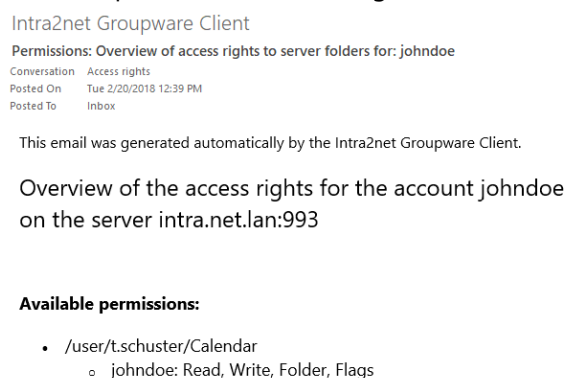 Intra2net Groupware Client
Permissions: Overview of access rights to server folders for: johndoe
Conversation Access rights
Posted On Tue 2/20/2018 12:39 PM
Posted To Inbox
This email was generated automatically by the Intra2net Groupware Client.
Overview of the access rights for the account johndoe
on the server intra.net.lan:993
Available permissions:
• /user/t.schuster/Calendar
o johndoe: Read, Write, Folder, Flags